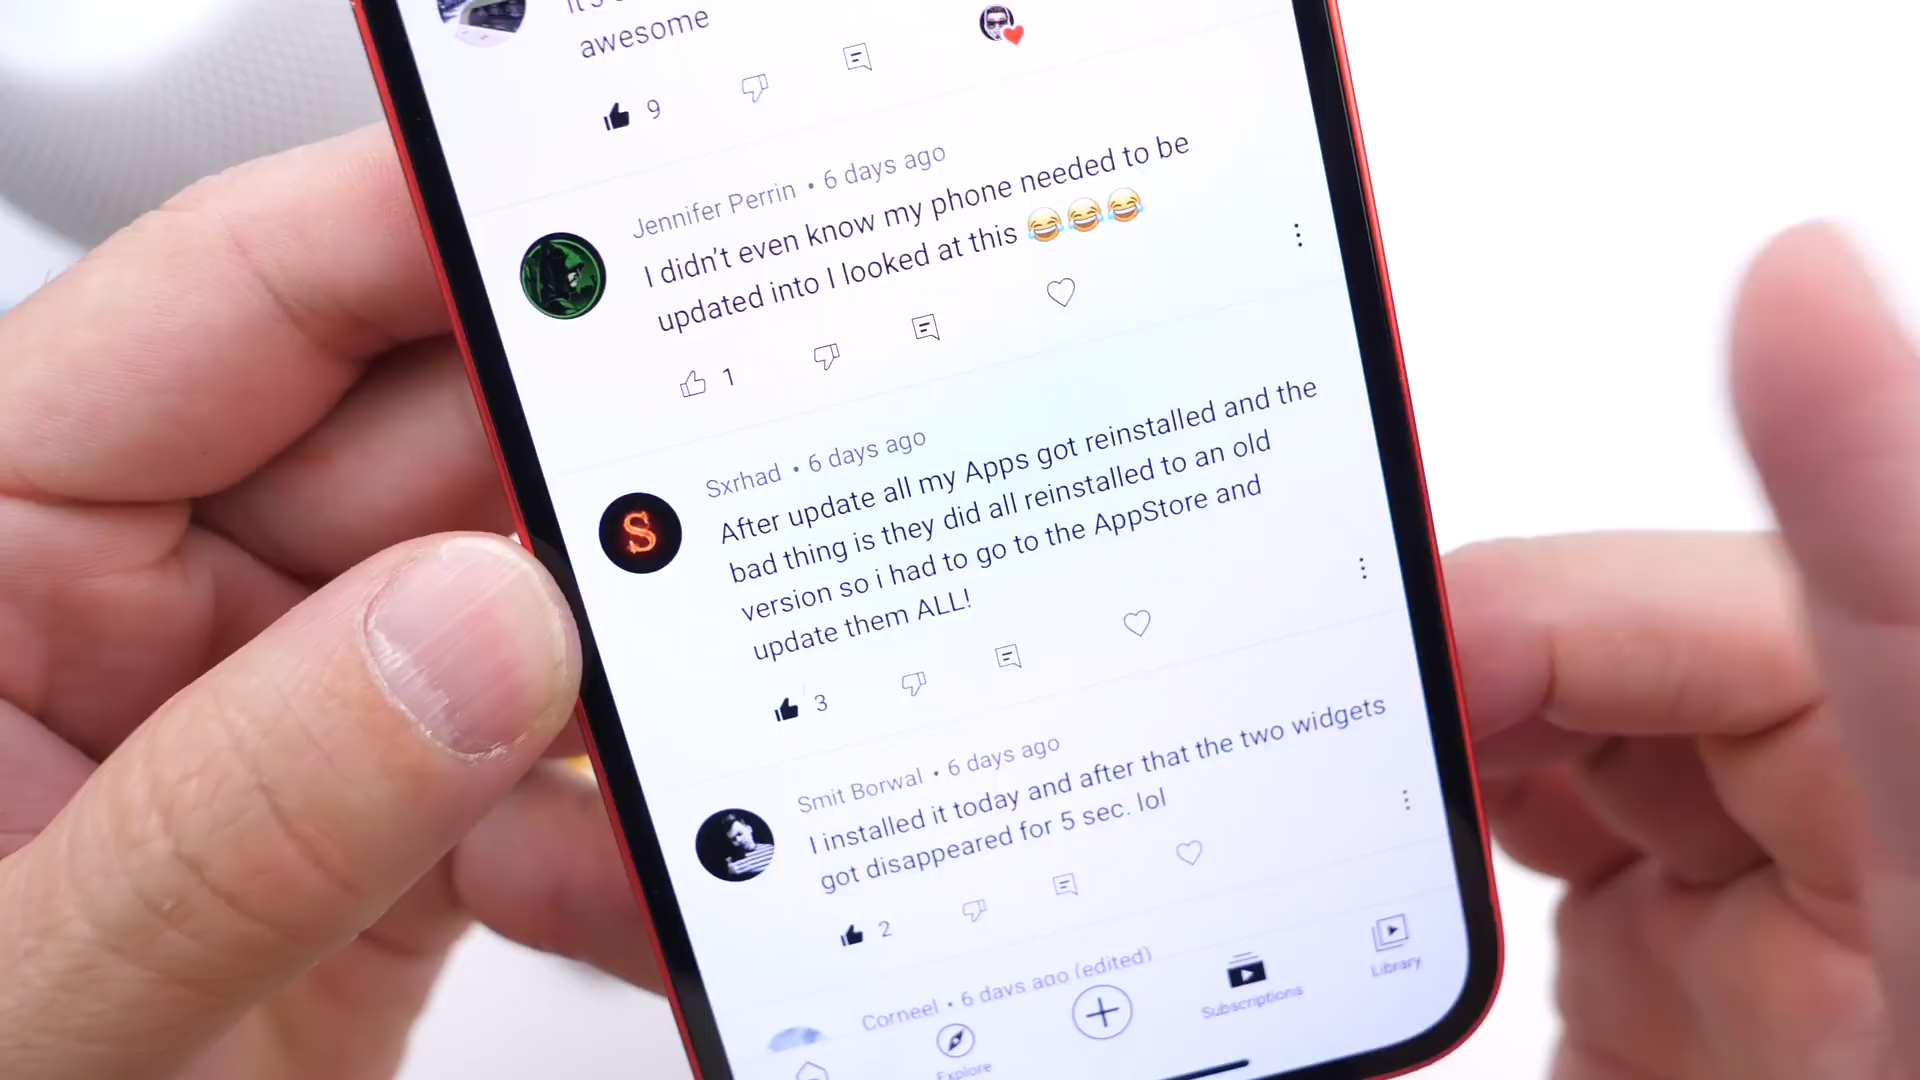 awesome
9
Jennifer Perrin • 6 days ago
I didn't even know my phone needed to be
updated into I looked at this 😂😂😂
1
S
Sxrhad • 6 days ago
After update all my Apps got reinstalled and the
bad thing is they did all reinstalled to an old
version so i had to go to the AppStore and
update them ALL!
3
Smit Borwal • 6 days ago
I installed it today and after that the two widgets
got disappeared for 5 sec. lol
2
Corneel • 6 days ago (edited)
Explore
Subscriptions
Library